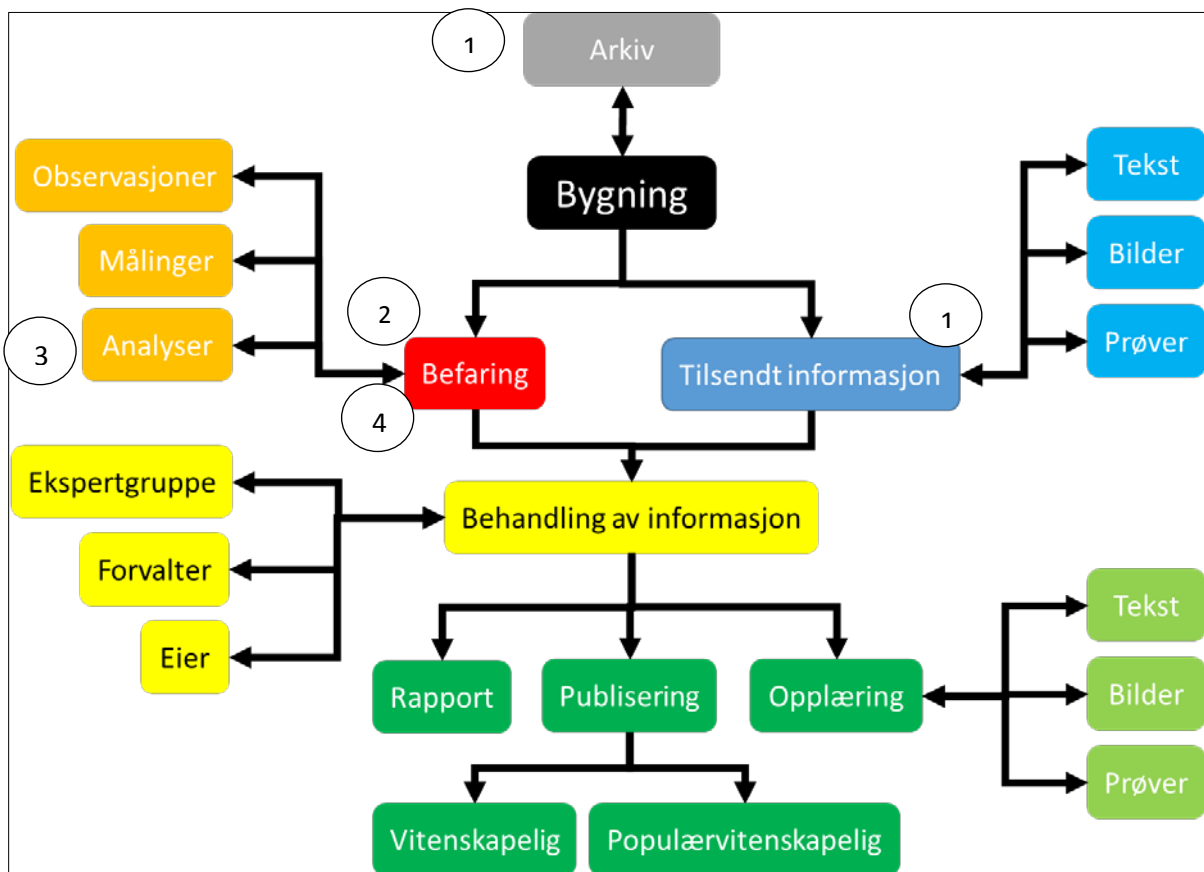 1
Arkiv
Observasjoner
Tekst
Bygning
Målinger
Bilder
2
1
3
Analyser
Befaring
Tilsendt informasjon
Prøver
4
Ekspertgruppe
Behandling av informasjon
Forvalter
Tekst
Eier
Rapport
Publisering
Opplæring
Bilder
Prøver
Vitenskapelig
Populærvitenskapelig